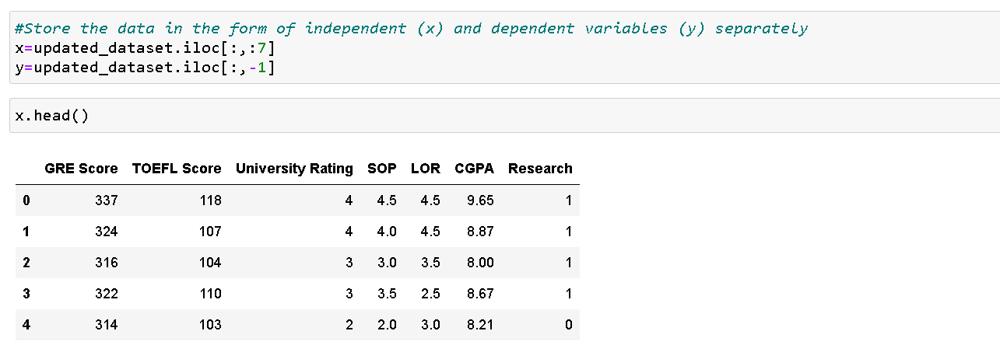 #Store the data in the form of independent (x) and dependent variables (y) separately
x=updated_dataset.iloc[:,:7]
y=updated_dataset.iloc[:,-1]
x.head()
GRE Score TOEFL Score University Rating SOP LOR CGPA Research
0 337 118 4 4.5 4.5 9.65 1
1 324 107 4 4.0 4.5 8.87 1
2 316 104 3 3.0 3.5 8.00 1
3 322 110 3 3.5 2.5 8.67 1
4 314 103 2 2.0 3.0 8.21 0